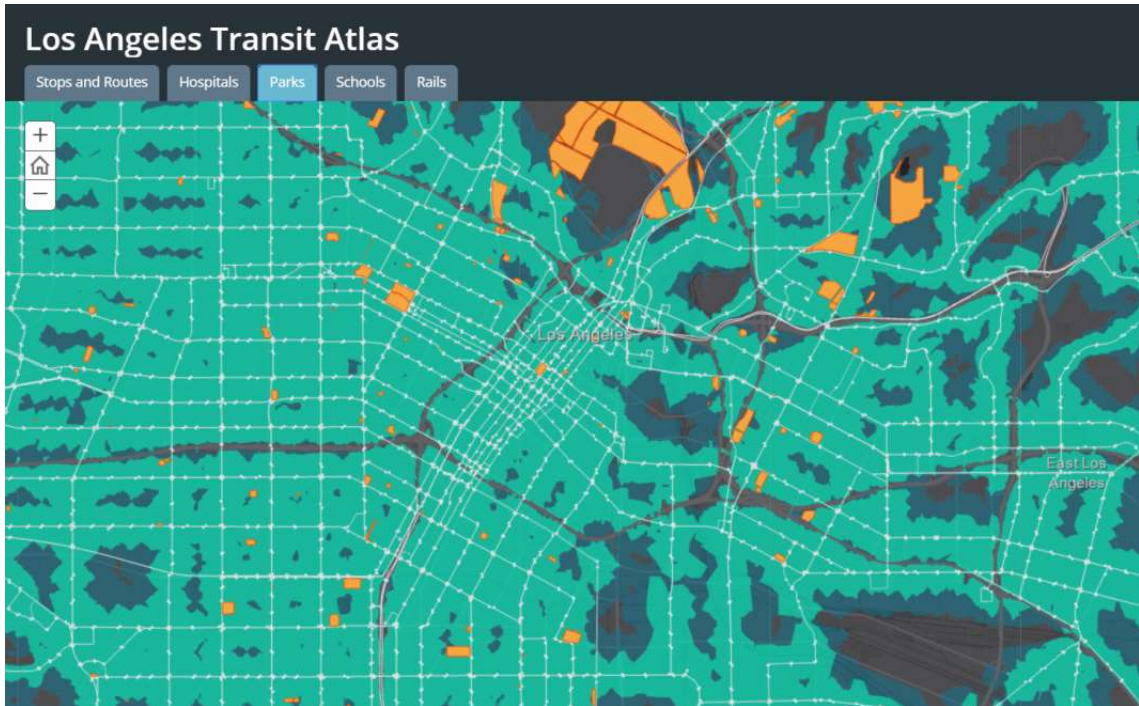 Los Angeles Transit Atlas
Stops and Routes
Hospitals
Parks
Schools
Rails
+
−
Los Angeles
East Los
Angeles